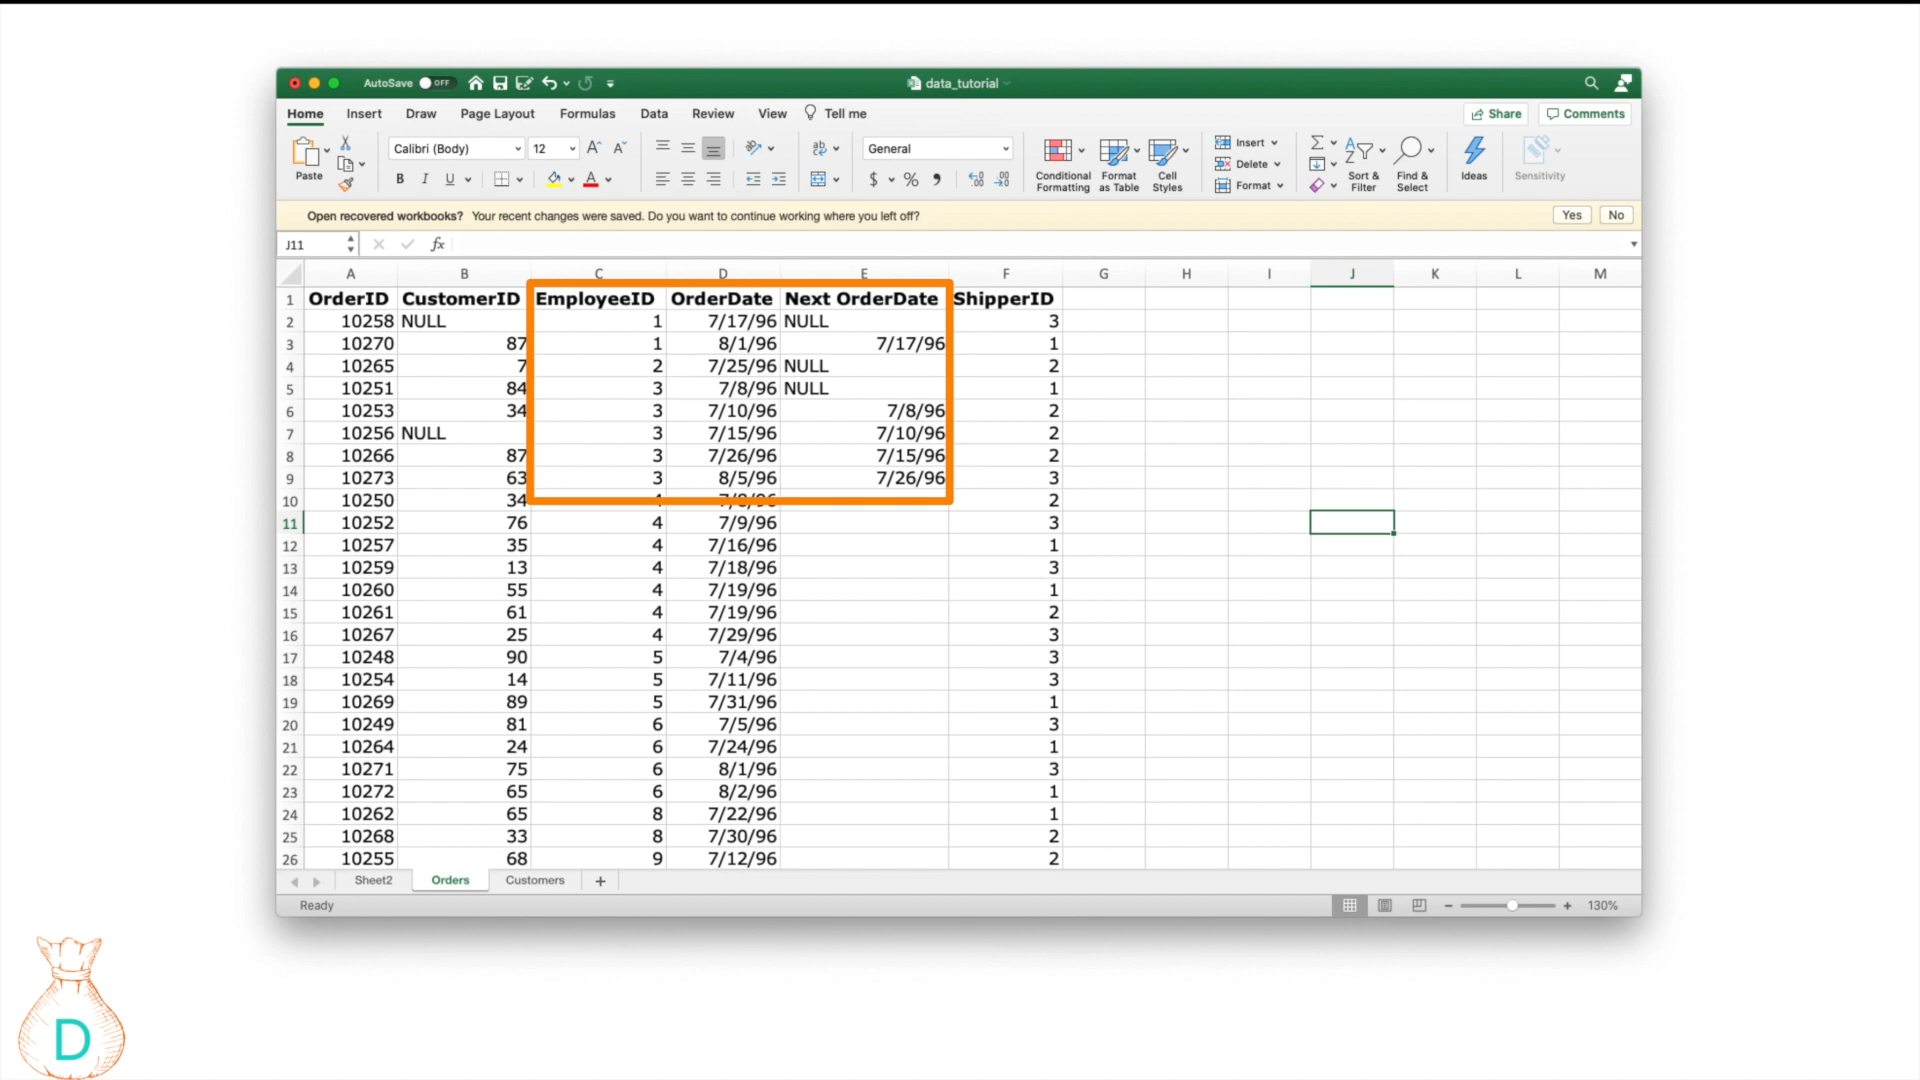 AutoSave OFF data_tutorial
Home Insert Draw Page Layout Formulas Data Review View Tell me Share Comments
Paste Calibri (Body) 12 A A General Conditional Formatting Format as Table Cell Styles Insert Delete Format Sort & Filter Find & Select Ideas Sensitivity
B I U A $ %
Open recovered workbooks? Your recent changes were saved. Do you want to continue working where you left off? Yes No
J11 fx
A B C D E F G H I J K L M
1 OrderID CustomerID EmployeeID OrderDate Next OrderDate ShipperID
2 10258 NULL 1 7/17/96 NULL 3
3 10270 87 1 8/1/96 7/17/96 1
4 10265 7 2 7/25/96 NULL 2
5 10251 84 3 7/8/96 NULL 1
6 10253 34 3 7/10/96 7/8/96 2
7 10256 NULL 3 7/15/96 7/10/96 2
8 10266 87 3 7/26/96 7/15/96 2
9 10273 63 3 8/5/96 7/26/96 3
10 10250 34 4 7/8/96 2
11 10252 76 4 7/9/96 3
12 10257 35 4 7/16/96 1
13 10259 13 4 7/18/96 3
14 10260 55 4 7/19/96 1
15 10261 61 4 7/19/96 2
16 10267 25 4 7/29/96 3
17 10248 90 5 7/4/96 3
18 10254 14 5 7/11/96 3
19 10269 89 5 7/31/96 1
20 10249 81 6 7/5/96 3
21 10264 24 6 7/24/96 1
22 10271 75 6 8/1/96 3
23 10272 65 6 8/2/96 1
24 10262 65 8 7/22/96 1
25 10268 33 8 7/30/96 2
26 10255 68 9 7/12/96 2
Sheet2 Orders Customers +
Ready 130%
D